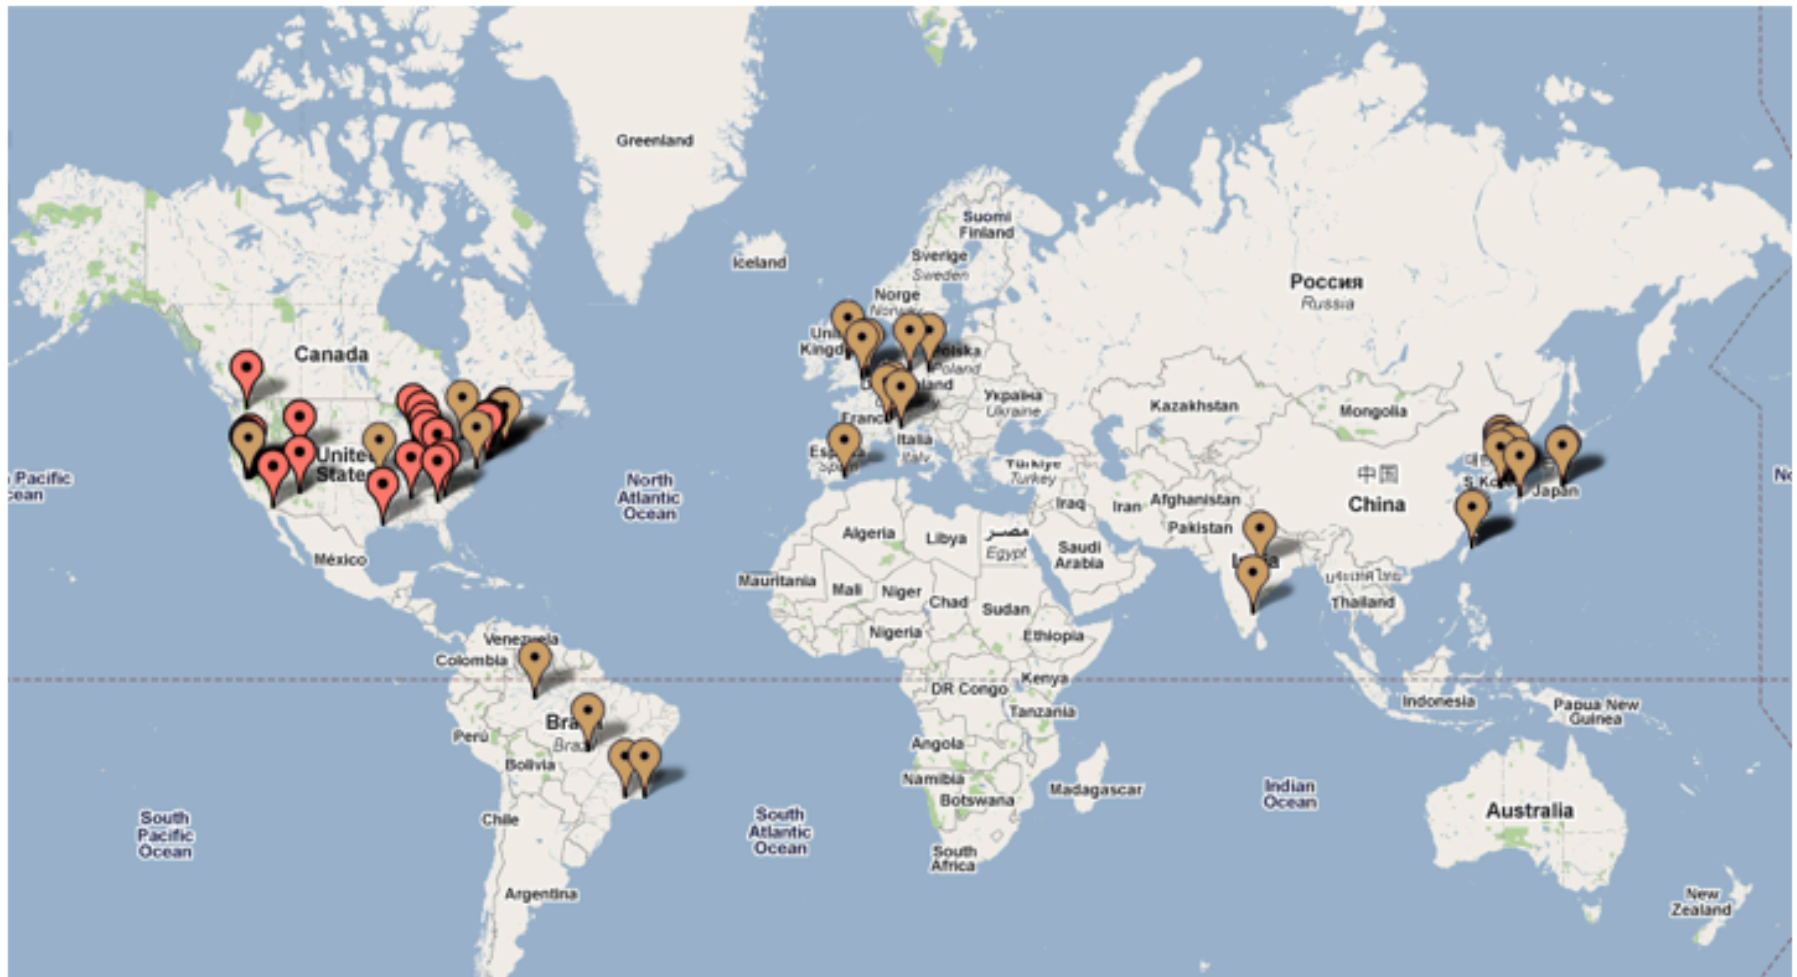 Greenland
Suomi
Finland
Iceland
Sverige
Sweden
Norge
Россия
Russia
Canada
Poland
Україна
Ukraine
Kazakhstan
Mongolia
Italia
Italy
Türkiye
Turkey
中国
China
Japan
Pacific
North
Atlantic
Ocean
Iraq
Iran
Afghanistan
Pakistan
México
Algeria
Libya
مصر
Egypt
Saudi
Arabia
Mauritania
Mali
Niger
Chad
Sudan
Thailand
Nigeria
Ethiopia
Venezuela
Colombia
DR Congo
Kenya
Tanzania
Indonesia
Papua New
Guinea
Perú
Bolivia
Angola
Namibia
Botswana
Madagascar
Indian
Ocean
Chile
South
Pacific
Ocean
South
Atlantic
Ocean
Australia
South
Africa
Argentina
New
Zealand